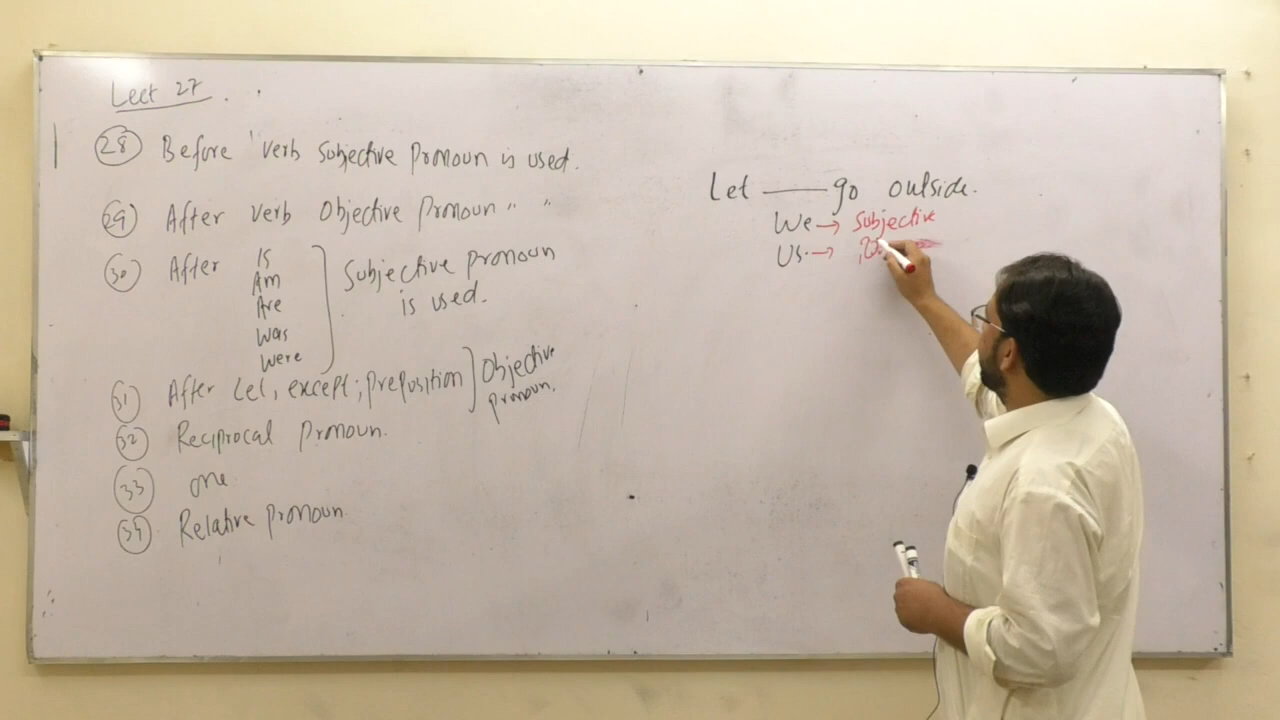 Lect 27
28 Before verb subjective pronoun is used.
29 After verb objective pronoun " "
30 After Is Am Are Was Were } Subjective pronoun is used.
31 After Let, except, preposition ] Objective pronoun.
32 Reciprocal pronoun.
33 one
34 Relative pronoun.
Let ___ go outside.
We → subjective
Us. →